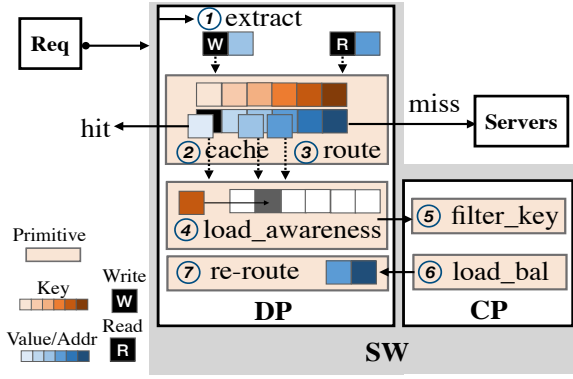 Req
1 extract
W
R
hit
miss
Servers
2 cache
3 route
4 load_awareness
5 filter_key
7 re-route
6 load_bal
DP
CP
SW
Primitive
Key
Write
W
Value/Addr
Read
R